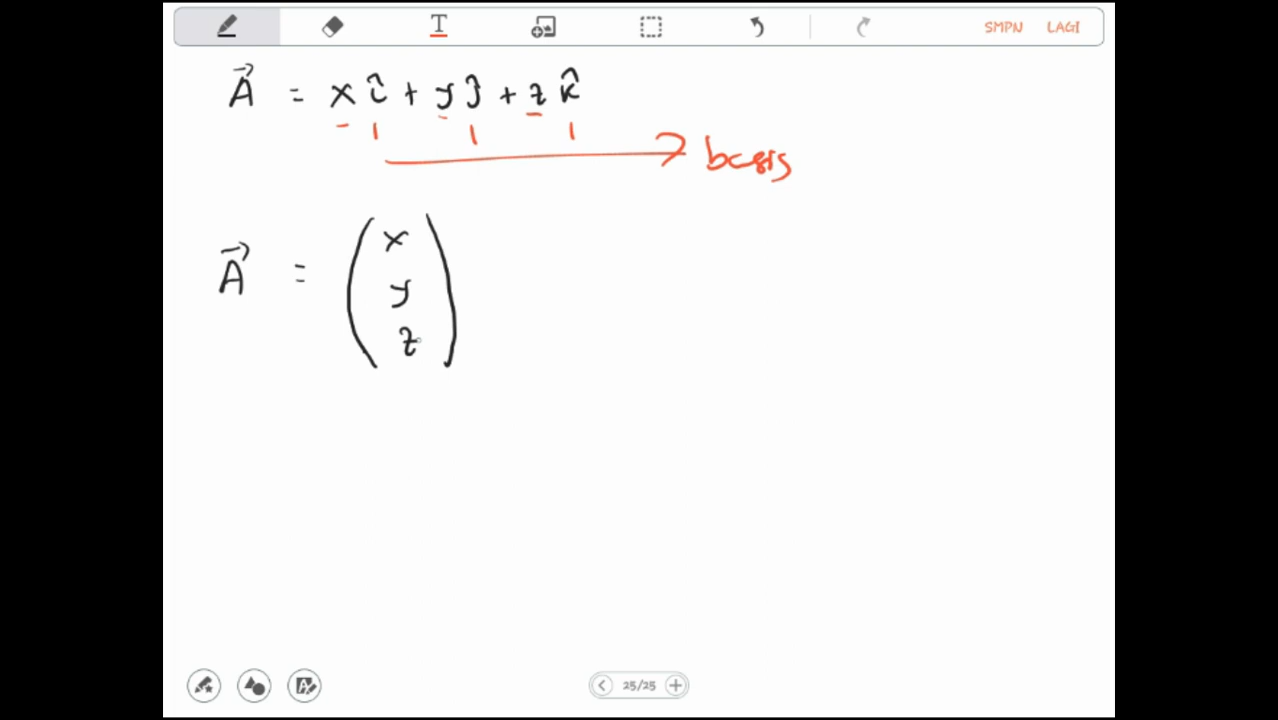 T SMPN LAGI
A⃗ = x î + y ĵ + z k̂
basis
A⃗ = ( x
y
z )
25/25